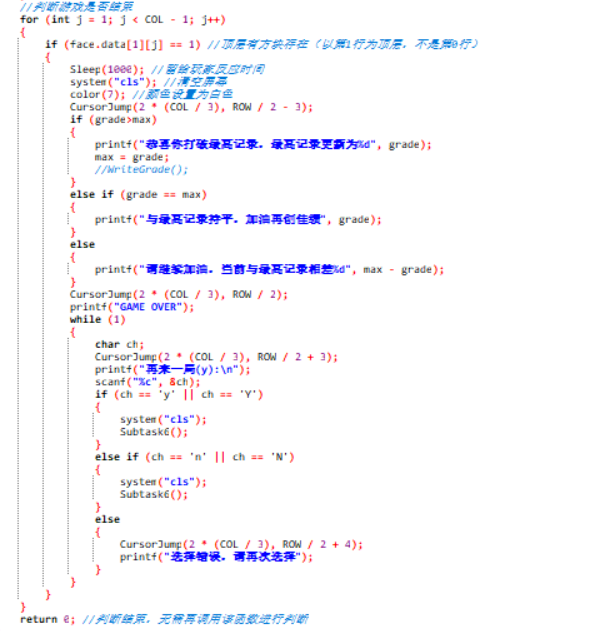 //判断游戏是否结束
for (int j = 1; j < COL - 1; j++)
{
if (face.data[1][j] == 1) //顶层有方块存在（以第1行为顶层，不是第0行）
{
Sleep(1000); //留给玩家反应时间
system("cls"); //清空屏幕
color(7); //颜色设置为白色
CursorJump(2 * (COL / 3), ROW / 2 - 3);
if (grade>max)
{
printf("恭喜你打破最高记录，最高记录更新为%d", grade);
max = grade;
//WriteGrade();
}
else if (grade == max)
{
printf("与最高记录持平，加油再创佳绩", grade);
}
else
{
printf("请继续加油，当前与最高记录相差%d", max - grade);
}
CursorJump(2 * (COL / 3), ROW / 2);
printf("GAME OVER");
while (1)
{
char ch;
CursorJump(2 * (COL / 3), ROW / 2 + 3);
printf("再来一局(y):\n");
scanf("%c", &ch);
if (ch == 'y' || ch == 'Y')
{
system("cls");
Subtask6();
}
else if (ch == 'n' || ch == 'N')
{
system("cls");
Subtask6();
}
else
{
CursorJump(2 * (COL / 3), ROW / 2 + 4);
printf("选择错误，请再次选择");
}
}
}
}
return 0; //判断结束，无需再调用该函数进行判断